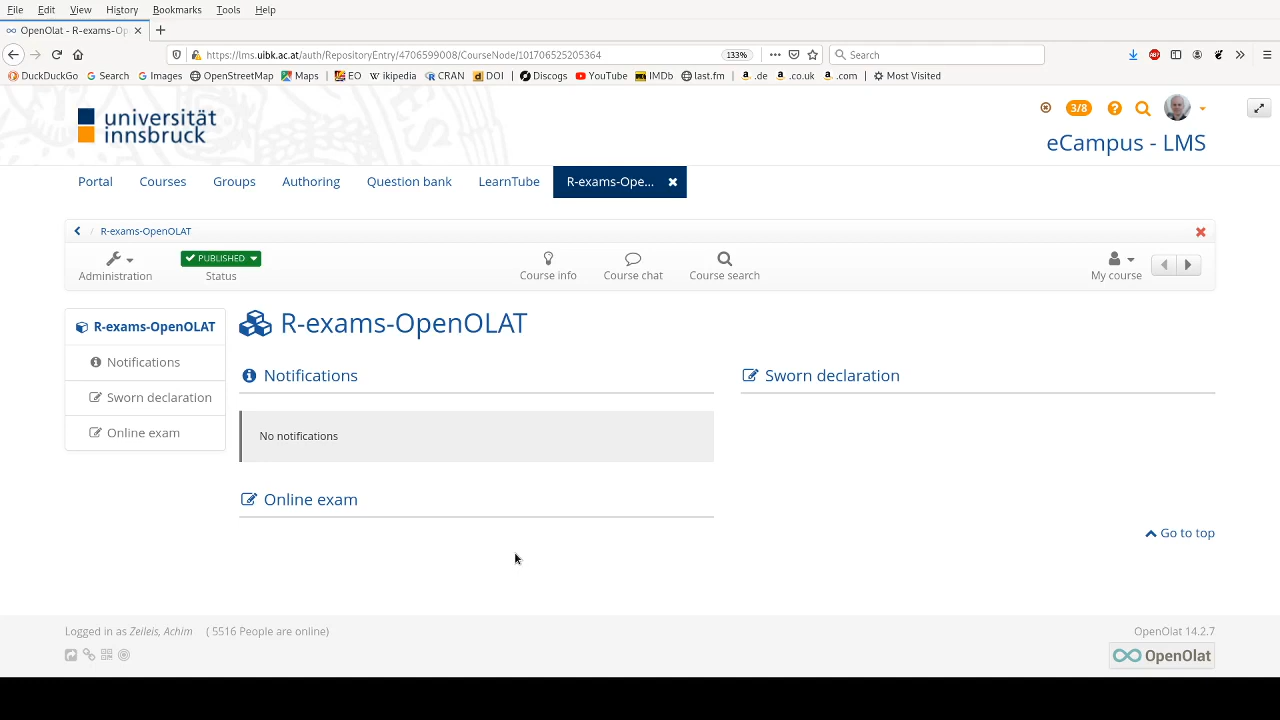 File Edit View History Bookmarks Tools Help
OpenOlat - R-exams-Op
https://lms.uibk.ac.at/auth/RepositoryEntry/4706599008/CourseNode/101706525205364 133% Search
DuckDuckGo Search Images OpenStreetMap Maps EO Wikipedia CRAN DOI Discogs YouTube IMDb last.fm .de .co.uk .com Most Visited
universität
innsbruck
3/8
eCampus - LMS
Portal Courses Groups Authoring Question bank LearnTube R-exams-Ope...
/ R-exams-OpenOLAT
Administration
PUBLISHED
Status
Course info Course chat Course search My course
R-exams-OpenOLAT
Notifications
Sworn declaration
Online exam
R-exams-OpenOLAT
Notifications
No notifications
Sworn declaration
Online exam
Go to top
Logged in as Zeileis, Achim ( 5516 People are online)
OpenOlat 14.2.7
OpenOlat